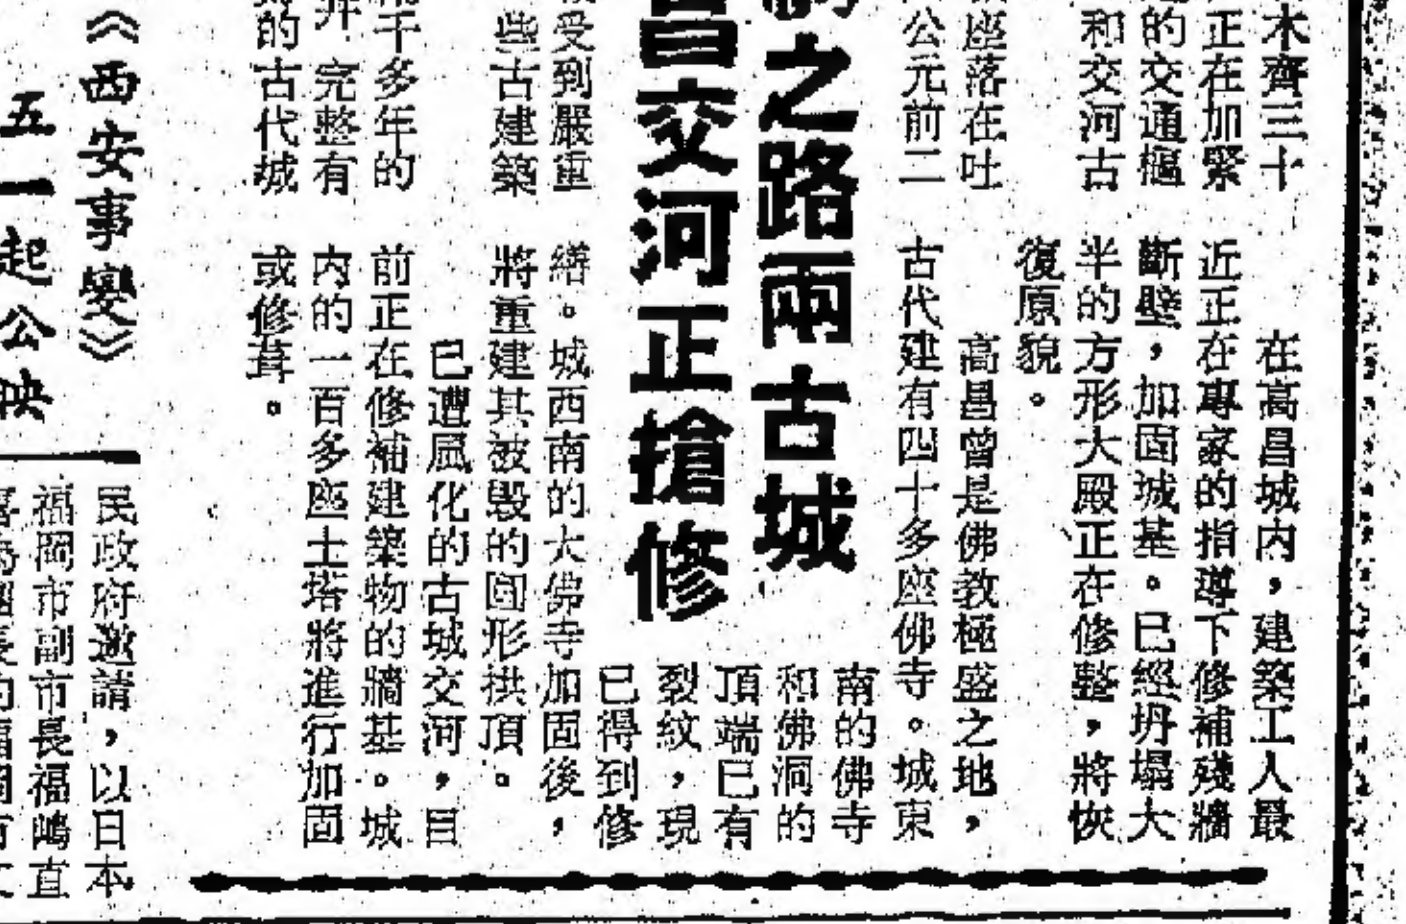 之路兩古城
昌交河正搶修
木齊三十
正在加緊
的交通樞
和交河古
座落在吐
公元前二
受到嚴重
些古建築
千多年的
完整有
的古代城
在高昌城內，建築工人最
近正在專家的指導下修補殘牆
斷壁，加固城基。已經坍塌大
半的方形大殿正在修整，將恢
復原貌。
高昌曾是佛教極盛之地，
古代建有四十多座佛寺。城東
南的佛寺
和佛洞的
頂端已有
裂紋，現
已得到修
繕。城西南的大佛寺加固後，
將重建其被毀的圓形拱頂。
已遭風化的古城交河，目
前正在修補建築物的牆基。城
內的一百多座土塔將進行加固
或修葺。
《西安事變》
五一起公映
民政府邀請，以日本
福岡市副市長福嶋直